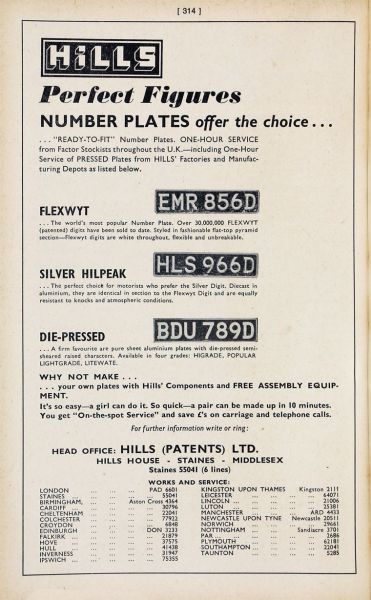 [ 314 ]
HILLS
Perfect Figures
NUMBER PLATES offer the choice . . .
. . . "READY-TO-FIT" Number Plates. ONE-HOUR SERVICE
from Factor Stockists throughout the U.K.—including One-Hour
Service of PRESSED Plates from HILLS' Factories and Manufac-
turing Depots as listed below.
FLEXWYT
EMR 856D
. . . The world's most popular Number Plate. Over 30,000,000 FLEXWYT
(patented) digits have been sold to date. Styled in fashionable flat-top pyramid
section—Flexwyt digits are white throughout, flexible and unbreakable.
SILVER HILPEAK
HLS 966D
. . . The perfect choice for motorists who prefer the Silver Digit. Diecast in
aluminium, they are identical in section to the Flexwyt Digit and are equally
resistant to knocks and atmospheric conditions.
DIE-PRESSED
BDU 789D
. . . A firm favourite are pure sheet aluminium plates with die-pressed semi-
sheared raised characters. Available in four grades: HIGRADE, POPULAR
LIGHTGRADE, LITEWATE.
WHY NOT MAKE . . .
. . . your own plates with Hills' Components and FREE ASSEMBLY EQUIP-
MENT.
It's so easy—a girl can do it. So quick—a pair can be made up in 10 minutes.
You get "On-the-spot Service" and save £'s on carriage and telephone calls.
For further information write or ring:
HEAD OFFICE: HILLS (PATENTS) LTD.
HILLS HOUSE - STAINES - MIDDLESEX
Staines 55041 (6 lines)
WORKS AND SERVICE:
LONDON ... PAD 6601
STAINES ... 55041
BIRMINGHAM, Aston Cross 4364
CARDIFF ... 30796
CHELTENHAM ... 22041
COLCHESTER ... 77922
CROYDON ... 6848
EDINBURGH ... DON 3233
FALKIRK ... 21879
HOVE ... 37575
HULL ... 41438
INVERNESS ... 31947
IPSWICH ... 75355
KINGSTON UPON THAMES Kingston 2111
LEICESTER ... 64071
LINCOLN ... 21006
LUTON ... 25381
MANCHESTER ... ARD 4453
NEWCASTLE UPON TYNE Newcastle 20511
NORWICH ... 29661
NOTTINGHAM ... Sandiacre 3701
PAR ... 2686
PLYMOUTH ... 62181
SOUTHAMPTON ... 22041
TAUNTON ... 5285